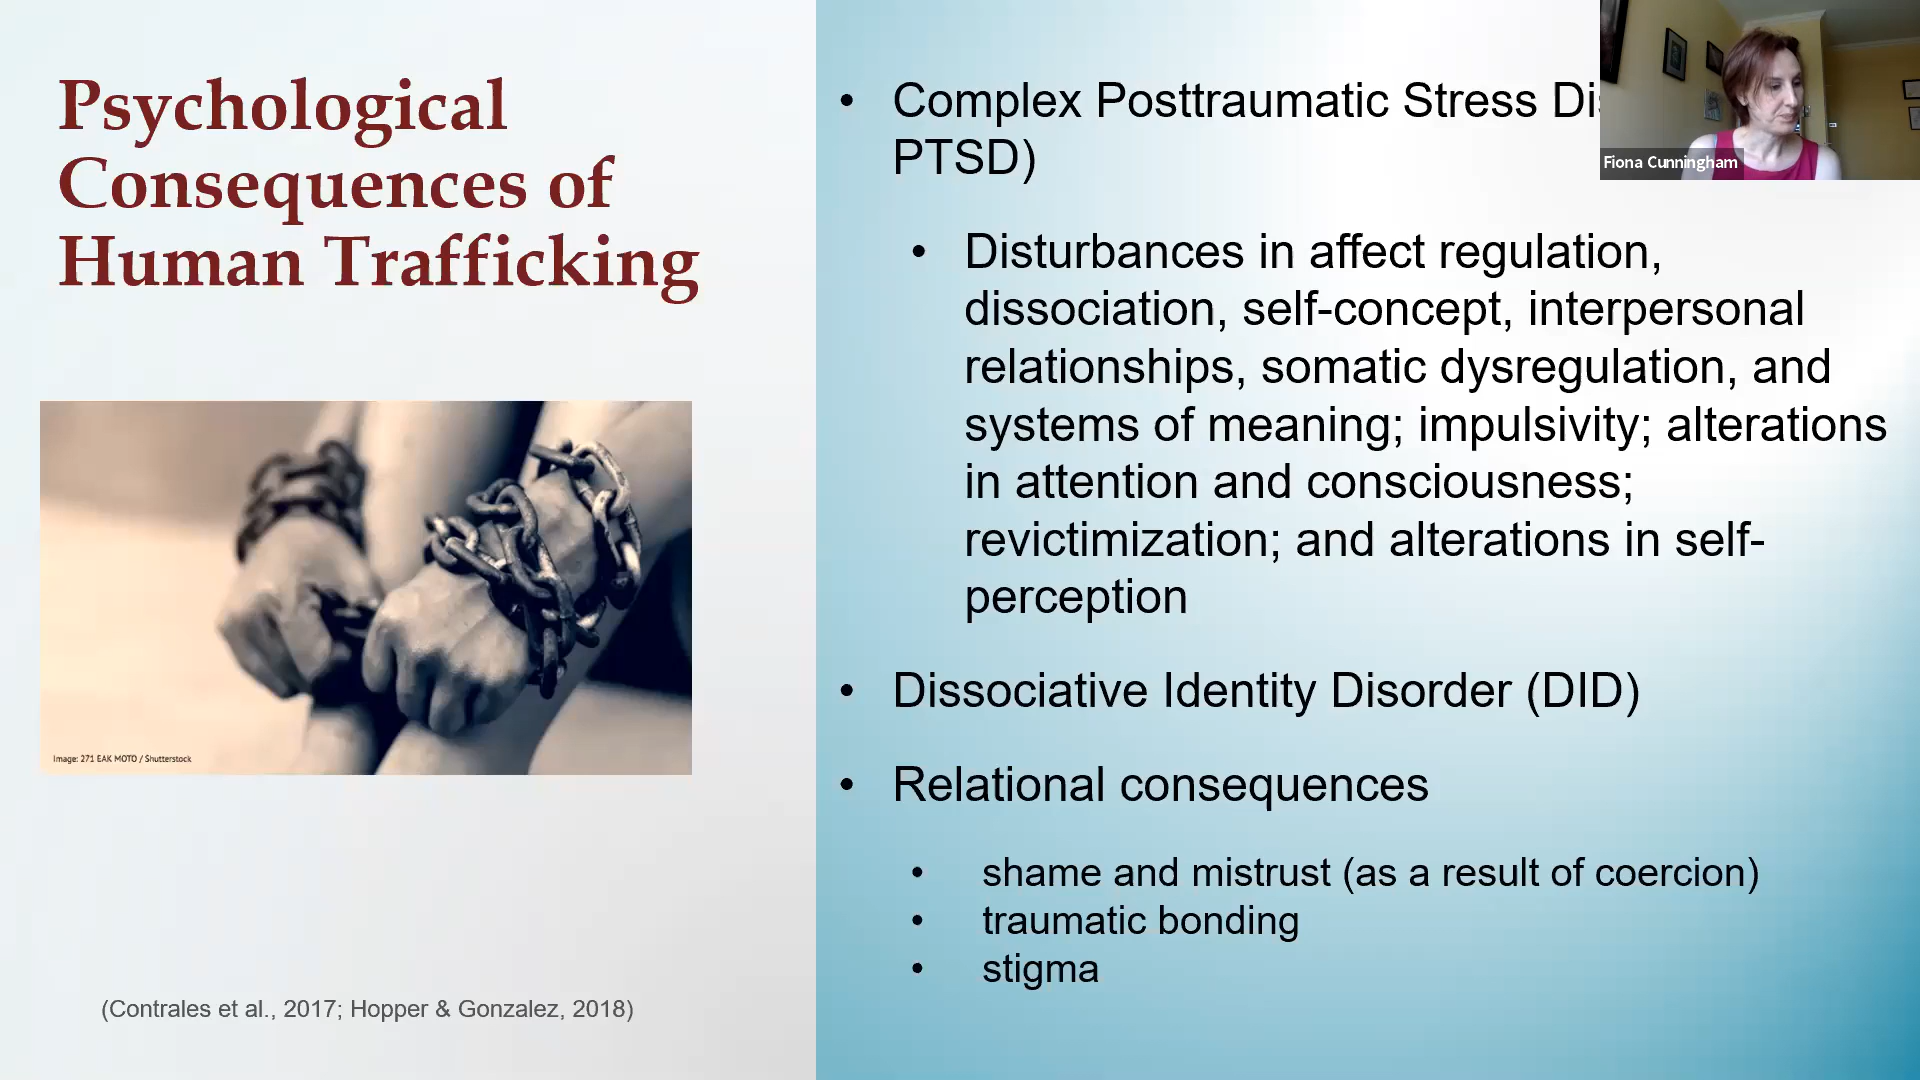 Psychological
Consequences of
Human Trafficking
Image: 271 EAK MOTO / Shutterstock
(Contrales et al., 2017; Hopper & Gonzalez, 2018)
• Complex Posttraumatic Stress
PTSD)
• Disturbances in affect regulation,
dissociation, self-concept, interpersonal
relationships, somatic dysregulation, and
systems of meaning; impulsivity; alterations
in attention and consciousness;
revictimization; and alterations in self-
perception
• Dissociative Identity Disorder (DID)
• Relational consequences
• shame and mistrust (as a result of coercion)
• traumatic bonding
• stigma
Fiona Cunningham